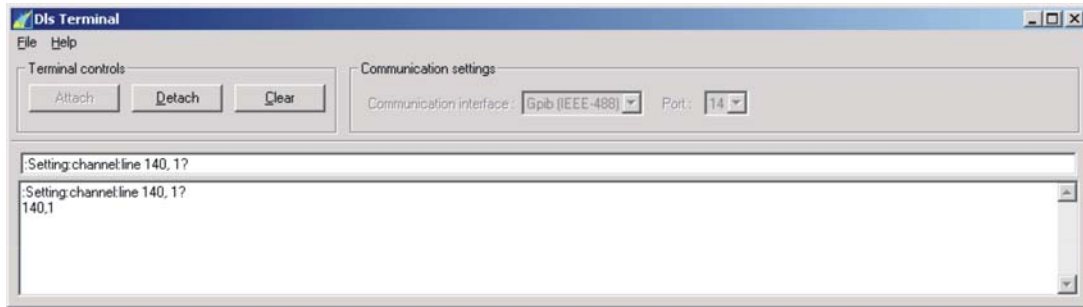 Dls Terminal
File Help
Terminal controls
Attach Detach Clear
Communication settings
Communication interface : Gpib (IEEE-488) Port : 14
:Setting:channel:line 140, 1?
:Setting:channel:line 140, 1?
140,1